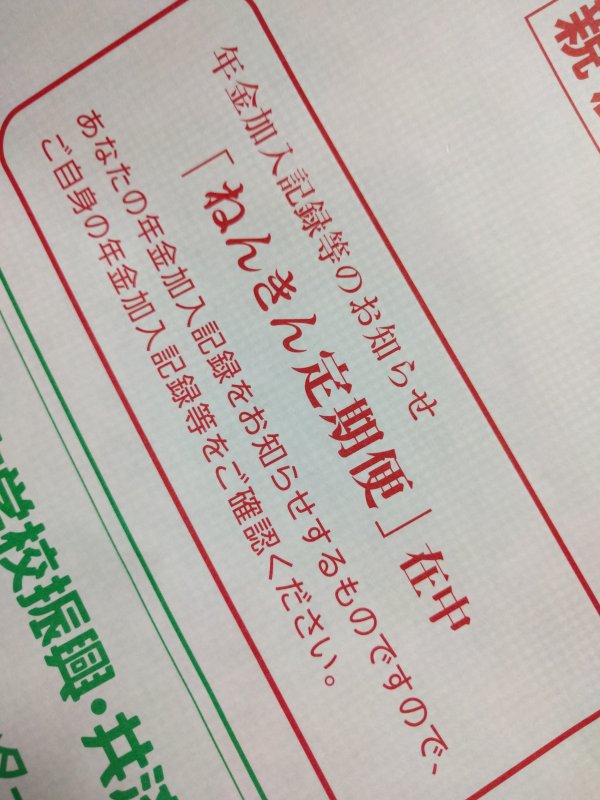 親
年金加入記録等のお知らせ
「ねんきん定期便」在中
あなたの年金加入記録をお知らせするものですので、
ご自身の年金加入記録等をご確認ください。
学校振興・共済
ター